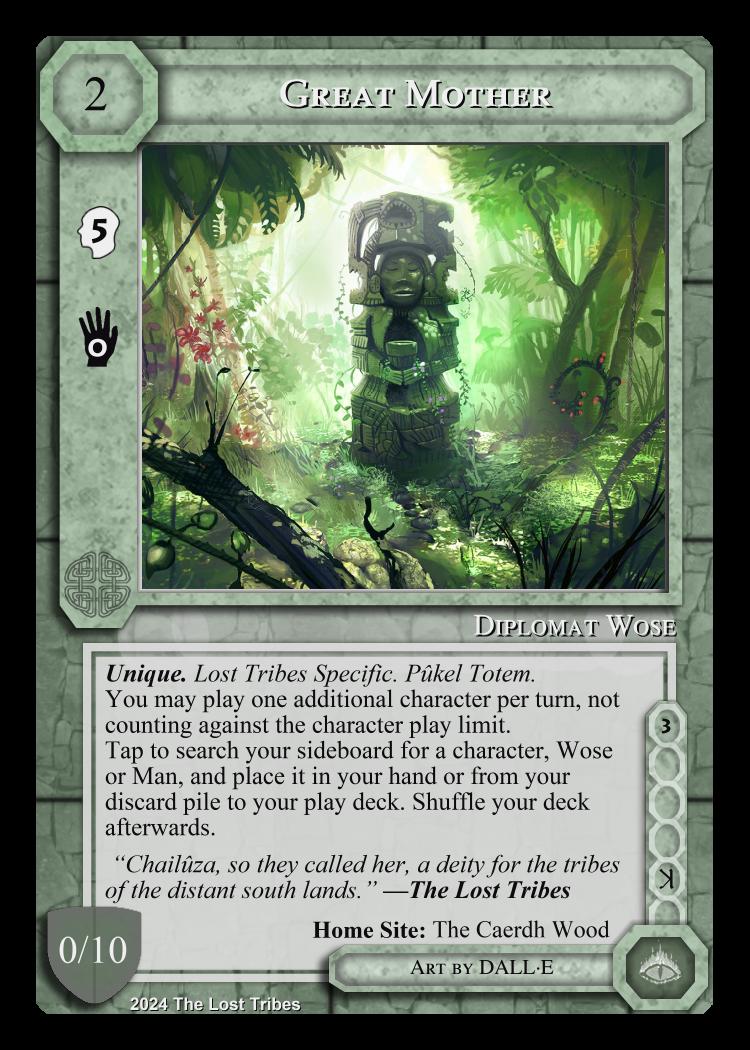 2
Great Mother
5
0
Diplomat Wose
Unique. Lost Tribes Specific. Pûkel Totem.
You may play one additional character per turn, not
counting against the character play limit.
Tap to search your sideboard for a character, Wose
or Man, and place it in your hand or from your
discard pile to your play deck. Shuffle your deck
afterwards.
“Chailûza, so they called her, a deity for the tribes
of the distant south lands.” —The Lost Tribes
Home Site: The Caerdh Wood
3
0/10
Art by DALL·E
2024 The Lost Tribes